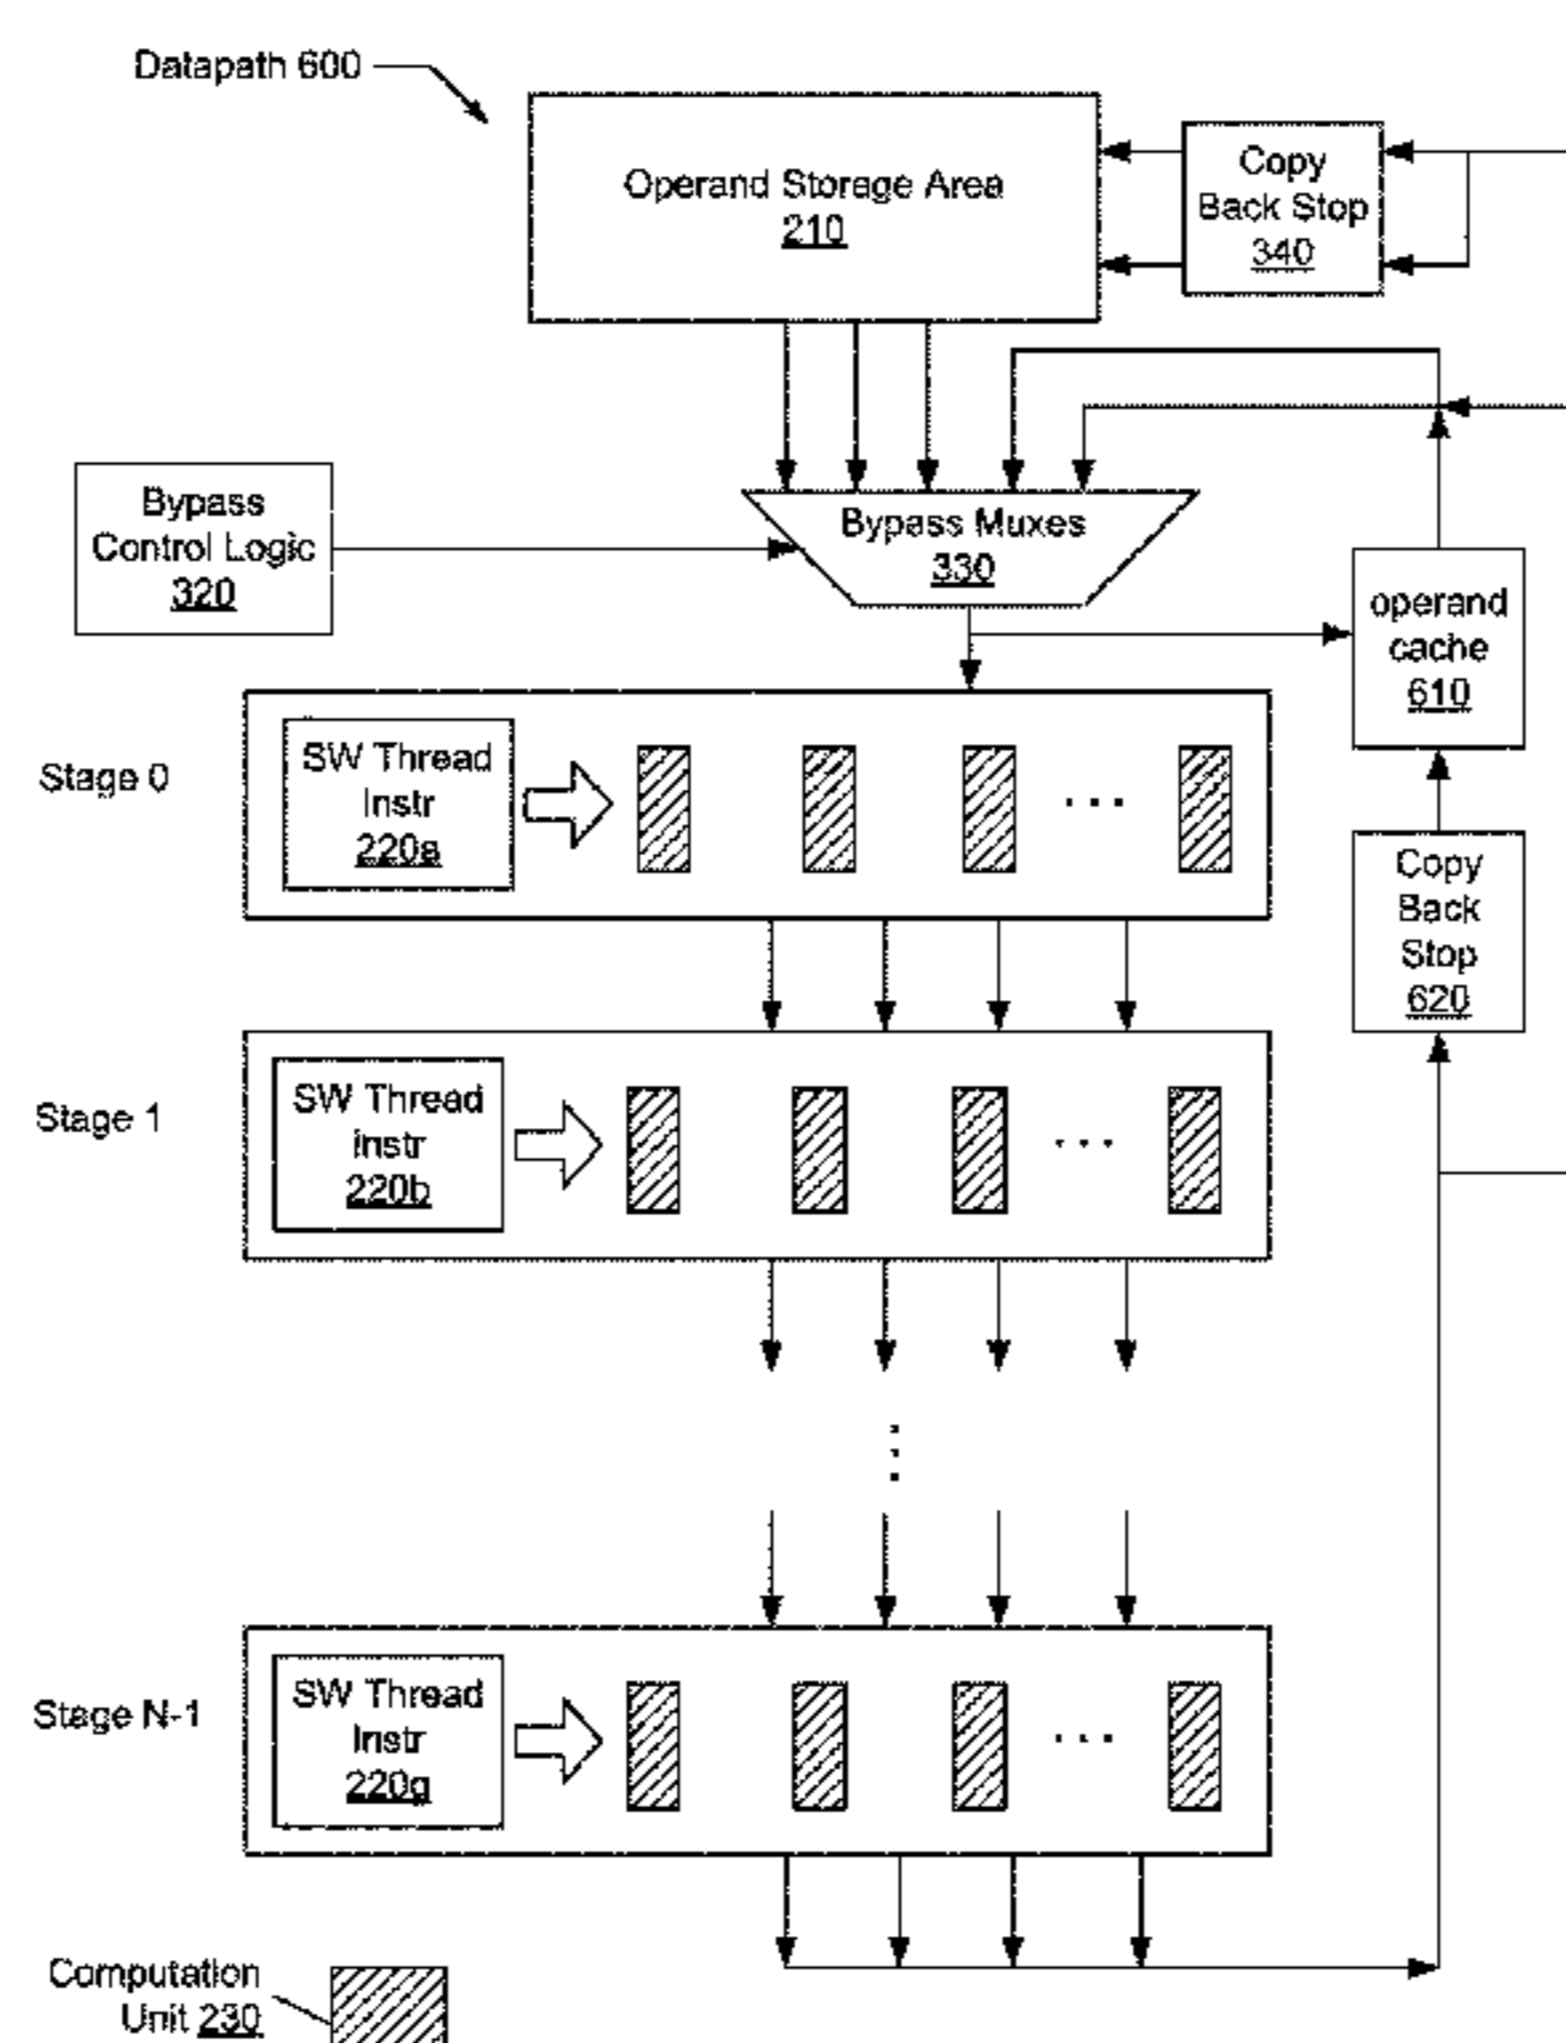 Datapath 600
Operand Storage Area
210
Copy
Back Stop
340
Bypass
Control Logic
320
Bypass Muxes
330
operand
cache
610
Stage 0
SW Thread
Instr
220a
...
Copy
Back
Stop
620
Stage 1
SW Thread
instr
220b
...
Stage N-1
SW Thread
Instr
220g
...
Computation
Unit 230